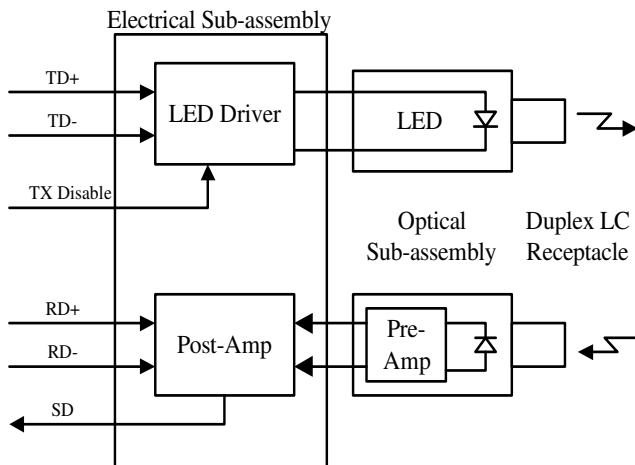 Electrical Sub-assembly
TD+
TD-
TX Disable
LED Driver
LED
Optical
Sub-assembly
Duplex LC
Receptacle
RD+
RD-
SD
Post-Amp
Pre-
Amp